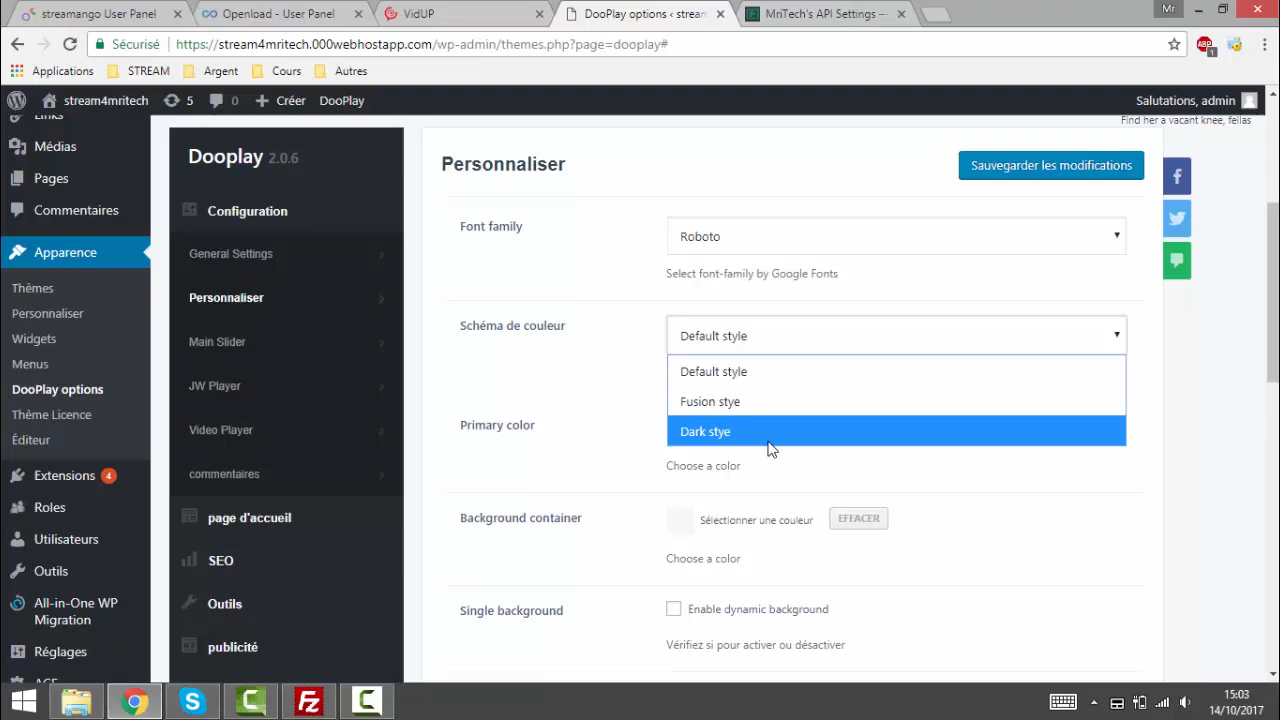 streamango User Panel
Openload - User Panel
VidUP
DooPlay options ‹ stream
MriTech's API Settings —
Mr
Sécurisé
https://stream4mritech.000webhostapp.com/wp-admin/themes.php?page=dooplay#
ABP
1
Applications
STREAM
Argent
Cours
Autres
stream4mritech
5
0
Créer
DooPlay
Salutations, admin
Find her a vacant knee, fellas
Links
Médias
Pages
Commentaires
Apparence
Thèmes
Personnaliser
Widgets
Menus
DooPlay options
Thème Licence
Éditeur
Extensions 4
Roles
Utilisateurs
Outils
All-in-One WP
Migration
Réglages
Dooplay 2.0.6
Configuration
General Settings
Personnaliser
Main Slider
JW Player
Video Player
commentaires
page d'accueil
SEO
Outils
publicité
Personnaliser
Sauvegarder les modifications
Font family
Roboto
Select font-family by Google Fonts
Schéma de couleur
Default style
Default style
Fusion stye
Dark stye
Primary color
Choose a color
Background container
Sélectionner une couleur
EFFACER
Choose a color
Single background
Enable dynamic background
Vérifiez si pour activer ou désactiver
15:03
14/10/2017